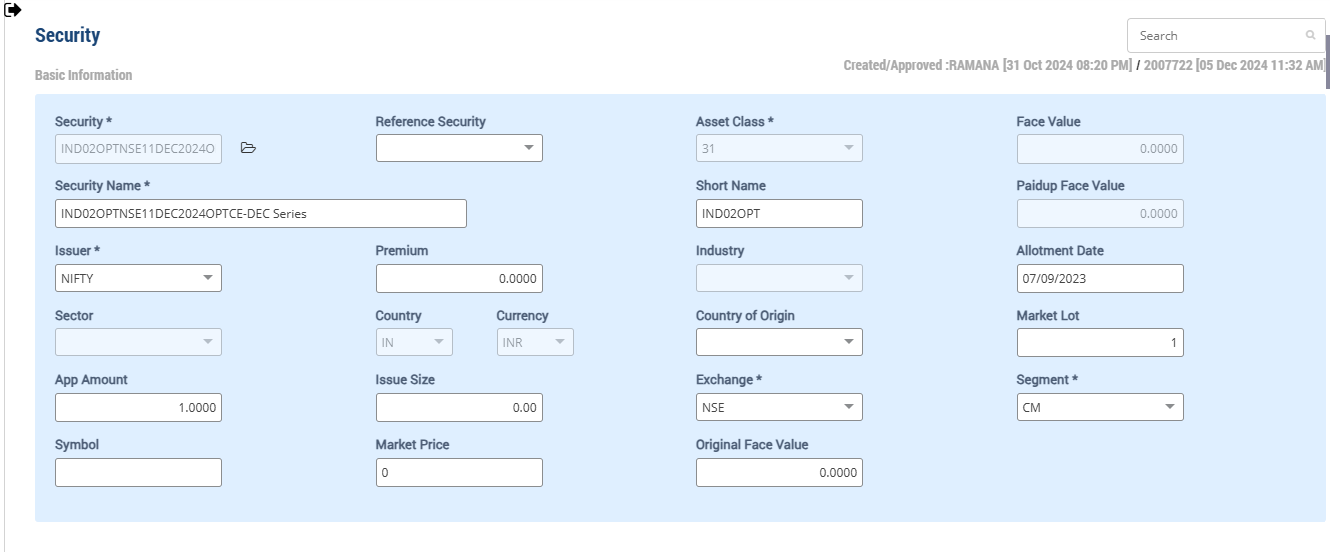 Security
Search
Basic Information
Created/Approved :RAMANA [31 Oct 2024 08:20 PM] / 2007722 [05 Dec 2024 11:32 AM]
Security * Reference Security Asset Class * Face Value
IND02OPTNSE11DEC2024O 31 0.0000
Security Name * Short Name Paidup Face Value
IND02OPTNSE11DEC2024OPTCE-DEC Series IND02OPT 0.0000
Issuer * Premium Industry Allotment Date
NIFTY 0.0000 07/09/2023
Sector Country Currency Country of Origin Market Lot
IN INR 1
App Amount Issue Size Exchange * Segment *
1.0000 0.00 NSE CM
Symbol Market Price Original Face Value
0 0.0000